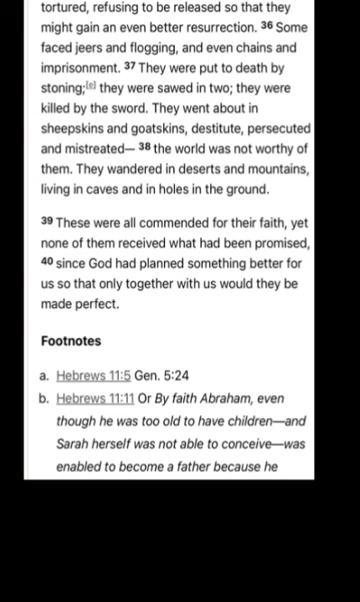 tortured, refusing to be released so that they
might gain an even better resurrection. 36 Some
faced jeers and flogging, and even chains and
imprisonment. 37 They were put to death by
stoning;[e] they were sawed in two; they were
killed by the sword. They went about in
sheepskins and goatskins, destitute, persecuted
and mistreated— 38 the world was not worthy of
them. They wandered in deserts and mountains,
living in caves and in holes in the ground.
39 These were all commended for their faith, yet
none of them received what had been promised,
40 since God had planned something better for
us so that only together with us would they be
made perfect.
Footnotes
a. Hebrews 11:5 Gen. 5:24
b. Hebrews 11:11 Or By faith Abraham, even
though he was too old to have children—and
Sarah herself was not able to conceive—was
enabled to become a father because he